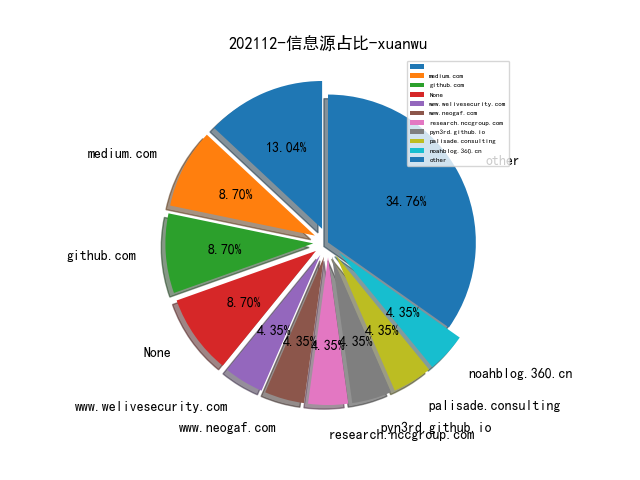 202112-信息源占比-xuanwu
medium.com
github.com
None
www.welivesecurity.com
www.neogaf.com
research.nccgroup.com
pyn3rd.github.io
palisade.consulting
noahblog.360.cn
other
other
13.04%
34.76%
medium.com
8.70%
github.com
8.70%
None
8.70%
www.welivesecurity.com
4.35%
www.neogaf.com
4.35%
research.nccgroup.com
4.35%
pyn3rd.github.io
4.35%
palisade.consulting
4.35%
noahblog.360.cn
4.35%